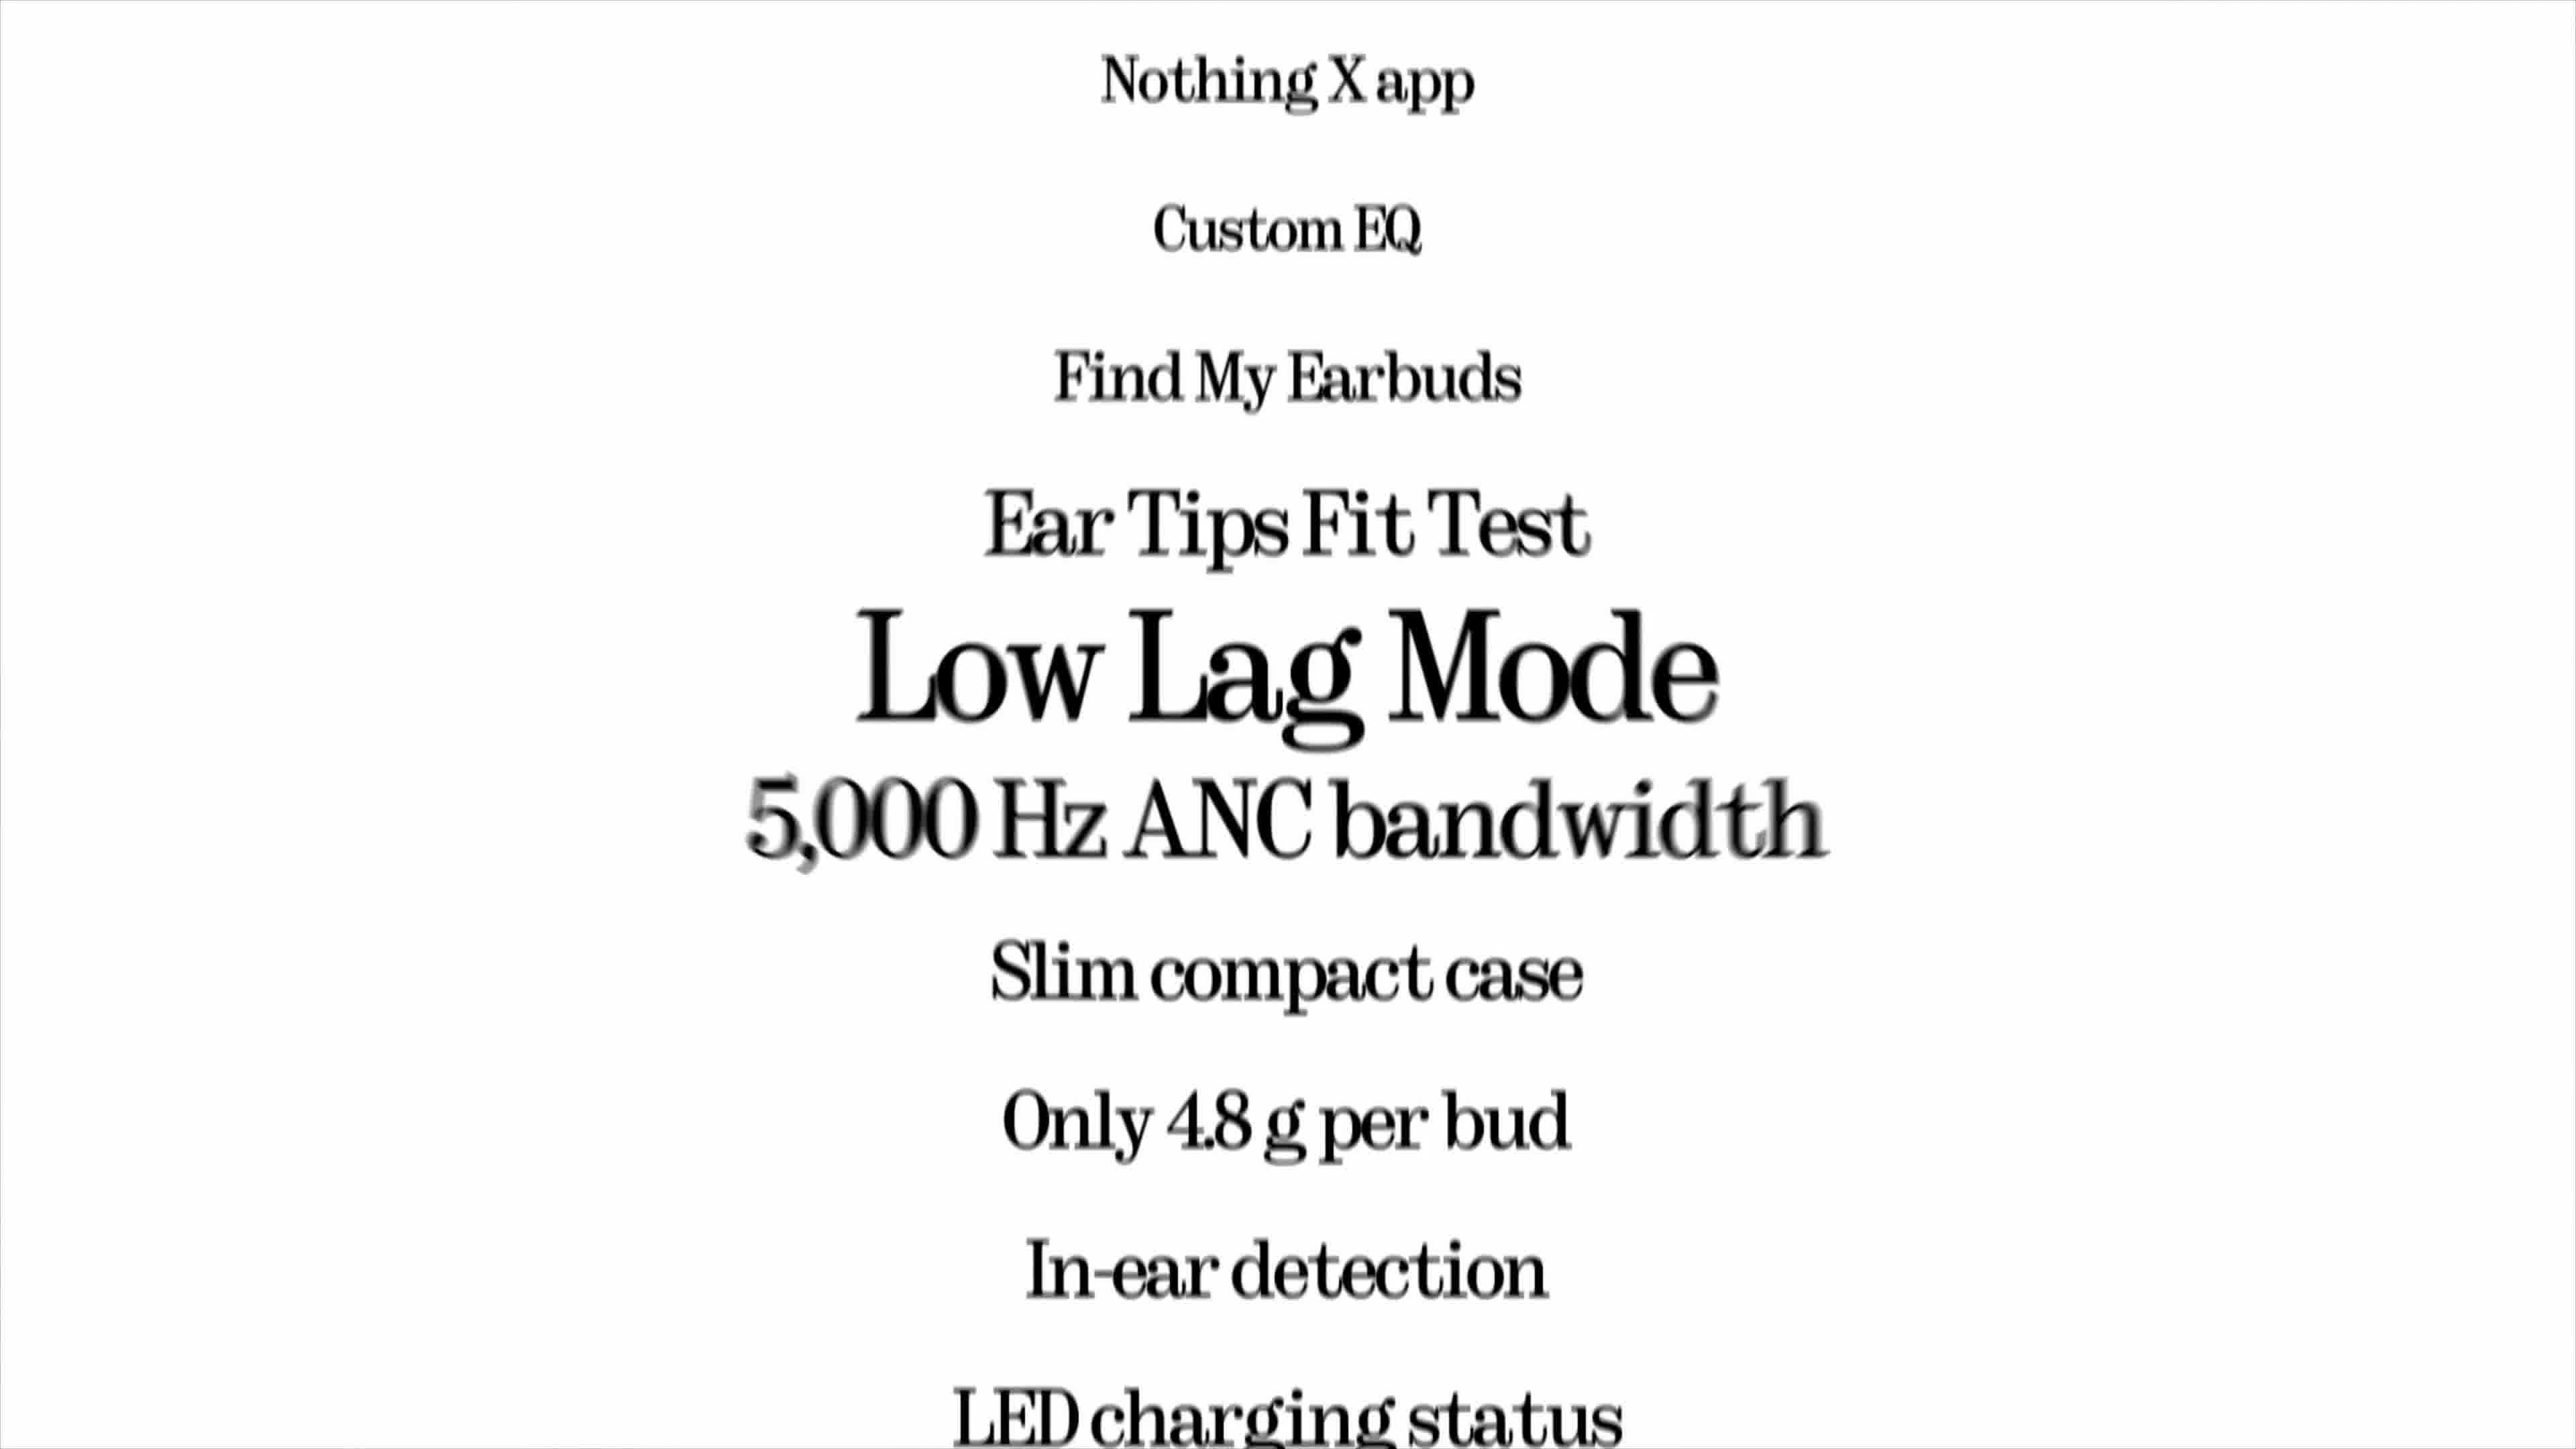 Nothing X app
Custom EQ
Find My Earbuds
Ear Tips Fit Test
Low Lag Mode
5,000 Hz ANC bandwidth
Slim compact case
Only 4.8 g per bud
In-ear detection
LED charging status